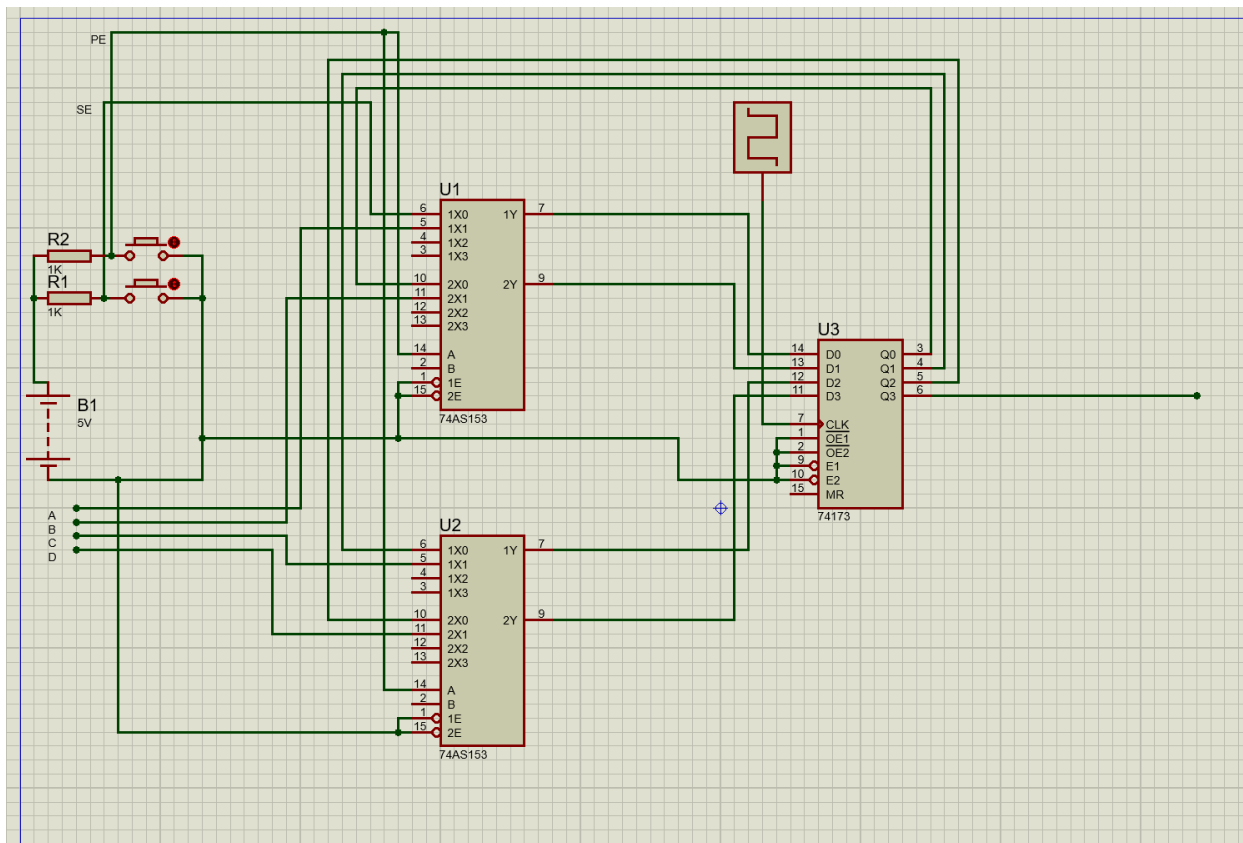 PE
SE
R2
1K
R1
1K
B1
5V
A
B
C
D
U1
6 1X0 1Y 7
5 1X1
4 1X2
3 1X3
10 2X0 2Y 9
11 2X1
12 2X2
13 2X3
14 A
2 B
1 1E
15 2E
74AS153
U2
6 1X0 1Y 7
5 1X1
4 1X2
3 1X3
10 2X0 2Y 9
11 2X1
12 2X2
13 2X3
14 A
2 B
1 1E
15 2E
74AS153
U3
14 D0 Q0 3
13 D1 Q1 4
12 D2 Q2 5
11 D3 Q3 6
7 CLK
1 OE1
2 OE2
9 E1
10 E2
15 MR
74173